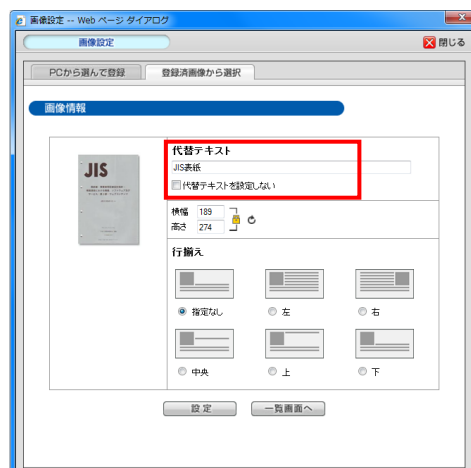 画像設定 -- Web ページ ダイアログ
画像設定
閉じる
PCから選んで登録
登録済画像から選択
画像情報
JIS
代替テキスト
JIS表紙
代替テキストを設定しない
横幅 189
高さ 274
行揃え
指定なし
左
右
中央
上
下
設 定
一覧画面へ